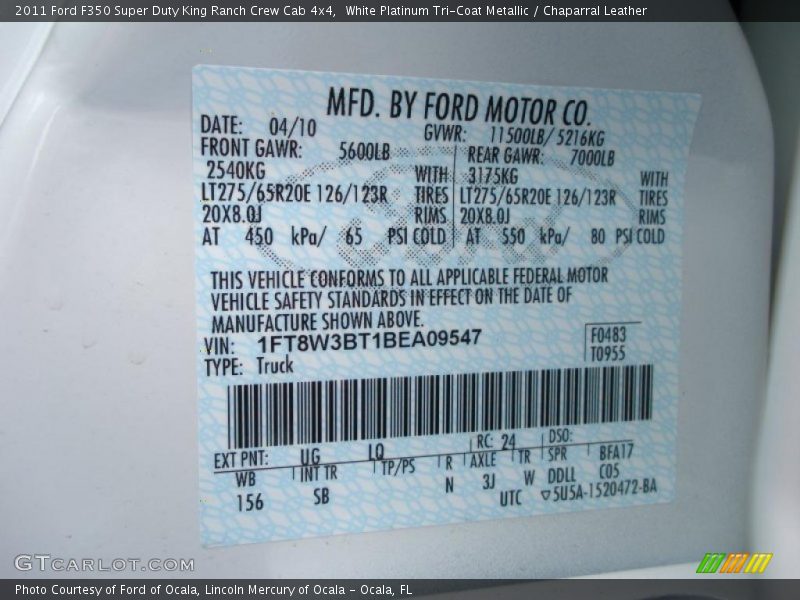 2011 Ford F350 Super Duty King Ranch Crew Cab 4x4,  White Platinum Tri-Coat Metallic / Chaparral Leather
MFD. BY FORD MOTOR CO.
DATE: 04/10 GVWR: 11500LB/ 5216KG
FRONT GAWR: 5600LB REAR GAWR: 7000LB
2540KG WITH 3175KG WITH
LT275/65R20E 126/123R TIRES LT275/65R20E 126/123R TIRES
20X8.0J RIMS 20X8.0J RIMS
AT 450 kPa/ 65 PSI COLD AT 550 kPa/ 80 PSI COLD
THIS VEHICLE CONFORMS TO ALL APPLICABLE FEDERAL MOTOR
VEHICLE SAFETY STANDARDS IN EFFECT ON THE DATE OF
MANUFACTURE SHOWN ABOVE.
VIN: 1FT8W3BT1BEA09547 F0483
TYPE: Truck T0955
EXT PNT: UG LQ RC: 24 DSO:
WB INT TR TP/PS R AXLE TR SPR BFA17
156 SB N 3J W DDLL C05
UTC ▽5U5A-1520472-BA
GTCARLOT.COM
Photo Courtesy of Ford of Ocala, Lincoln Mercury of Ocala - Ocala, FL